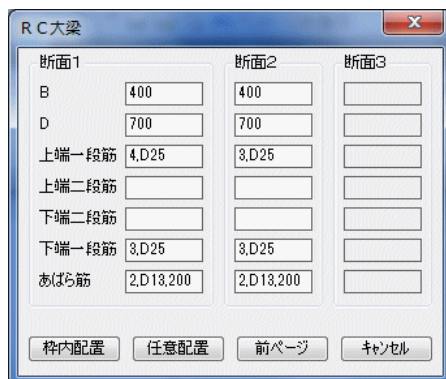 ＲＣ大梁
断面1 断面2 断面3
B 400 400
D 700 700
上端一段筋 4,D25 3,D25
上端二段筋
下端二段筋
下端一段筋 3,D25 3,D25
あばら筋 2,D13,200 2,D13,200
枠内配置 任意配置 前ページ ｷｬﾝｾﾙ